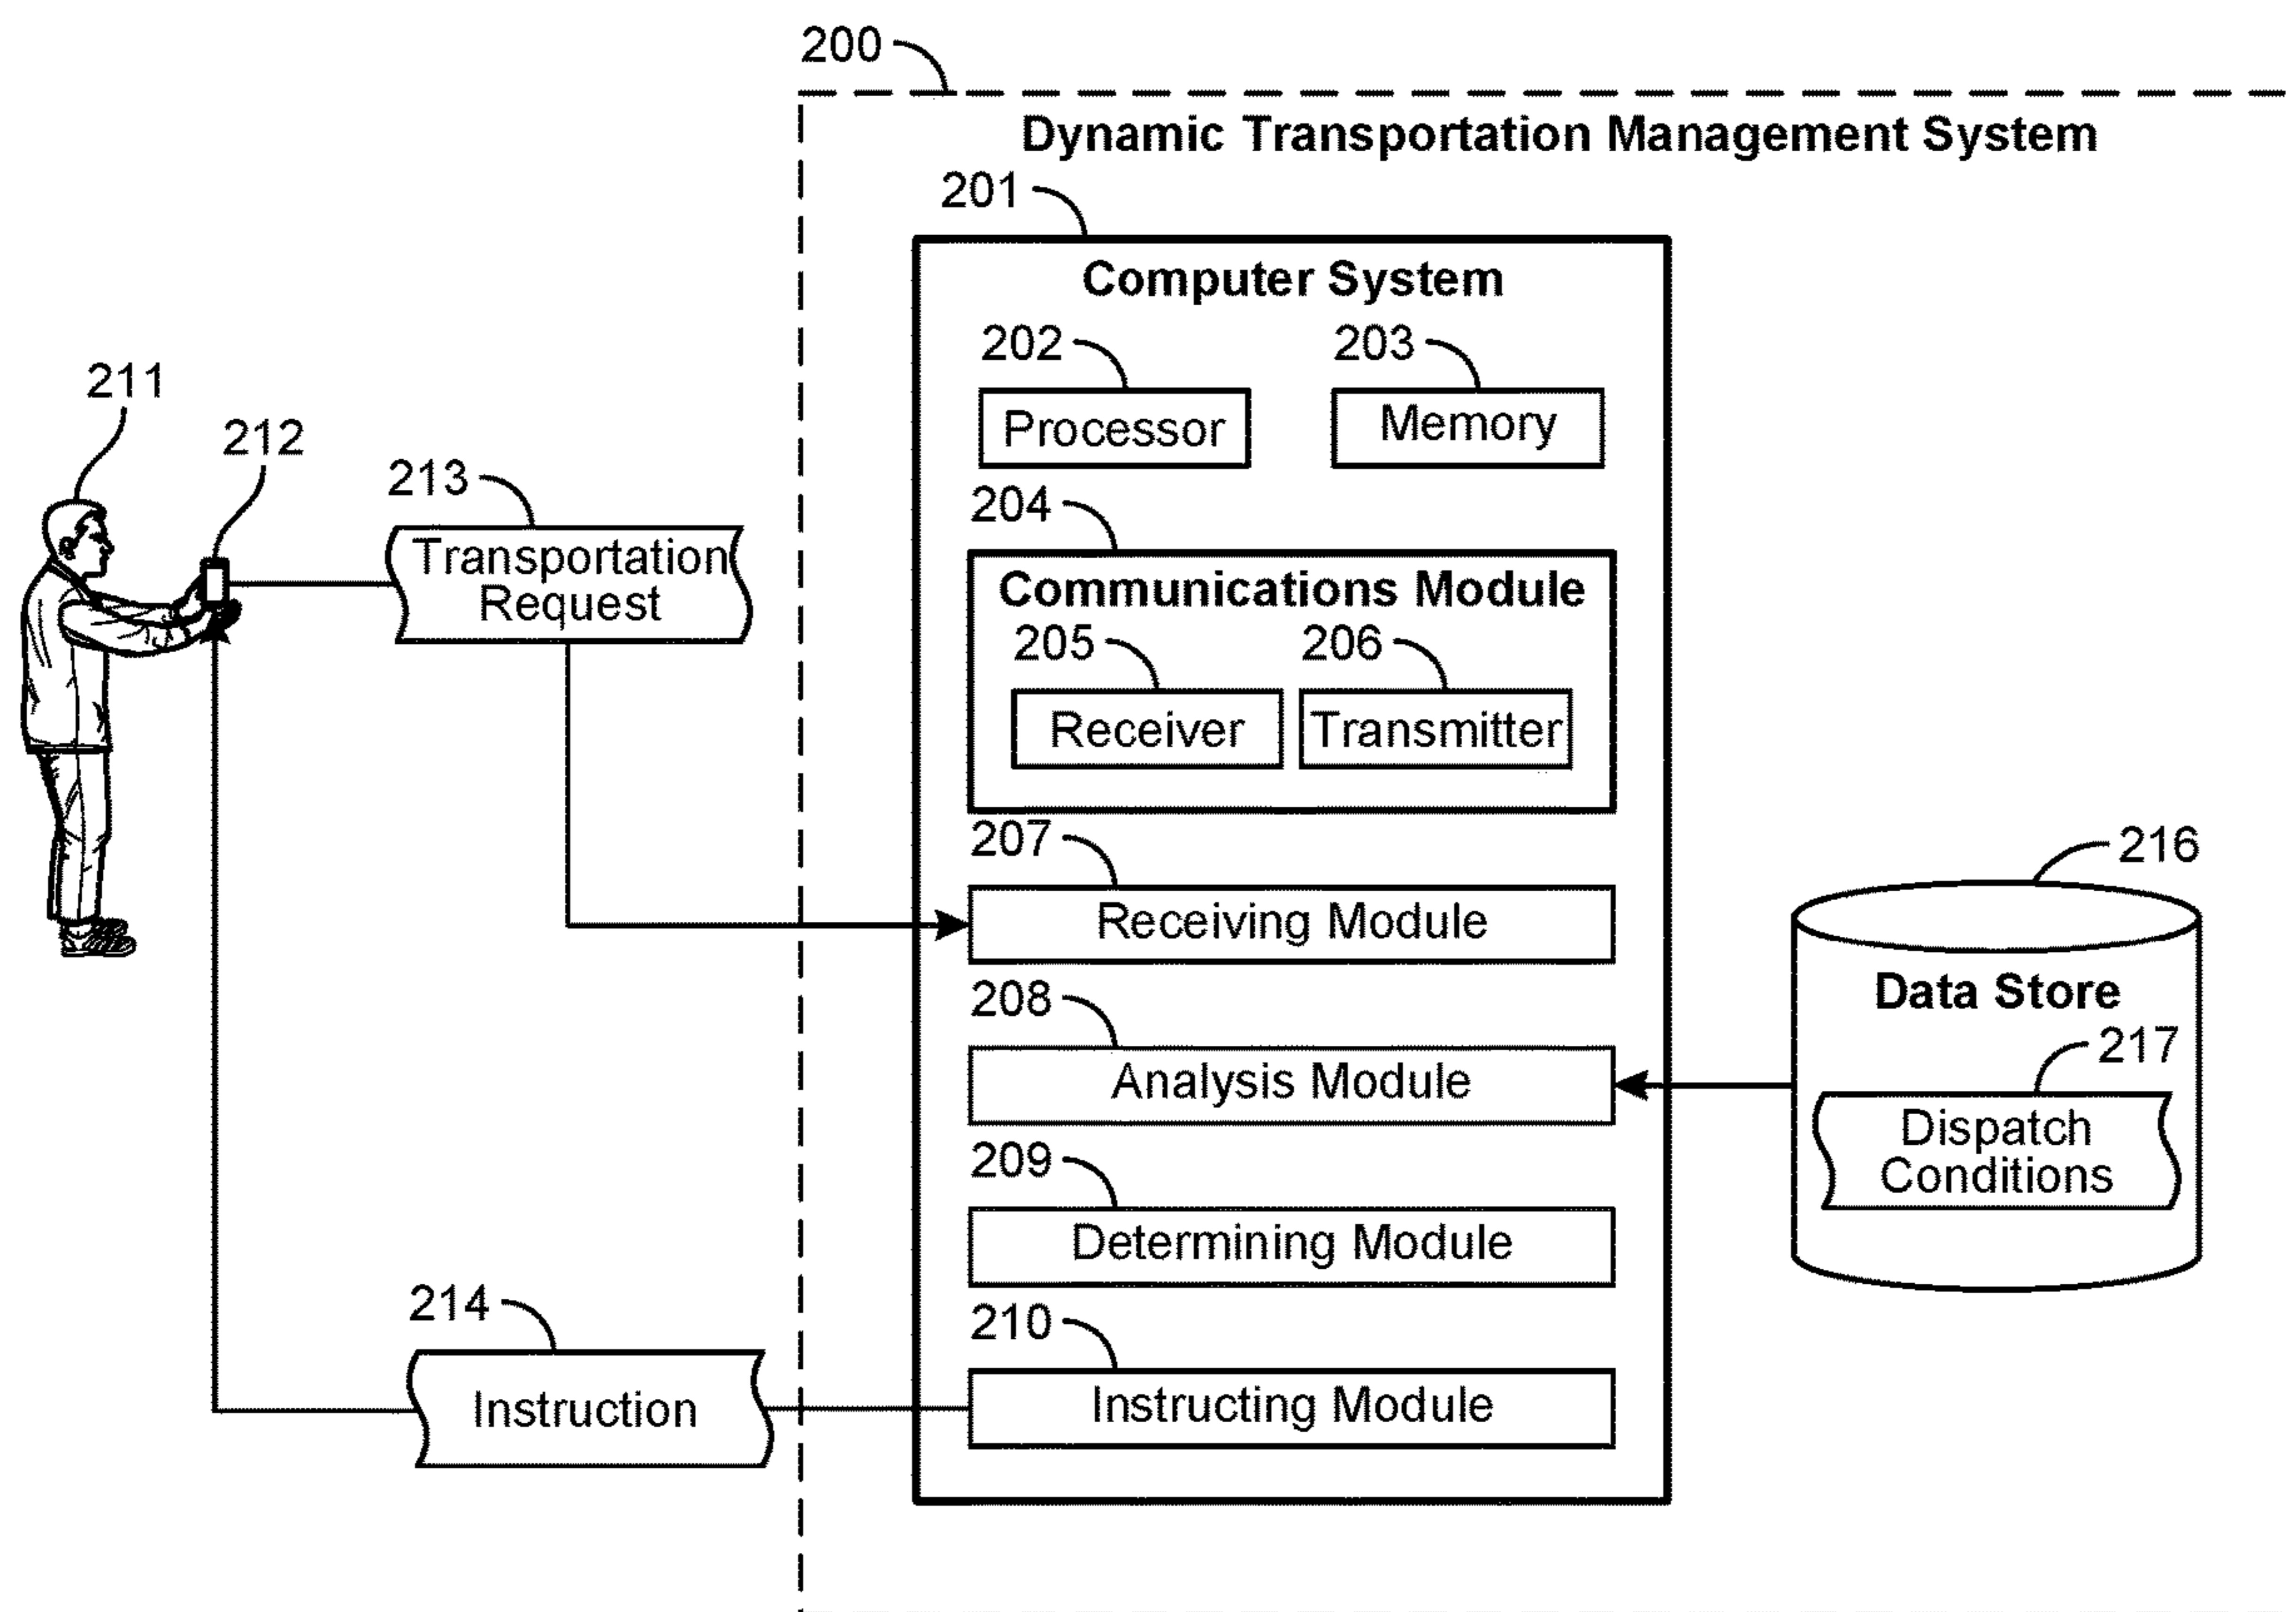 200
Dynamic Transportation Management System
201
Computer System
202
203
Processor
Memory
211
212
213
Transportation
Request
204
Communications Module
205
206
Receiver
Transmitter
207
Receiving Module
216
Data Store
208
Analysis Module
217
Dispatch
Conditions
209
Determining Module
214
Instruction
210
Instructing Module